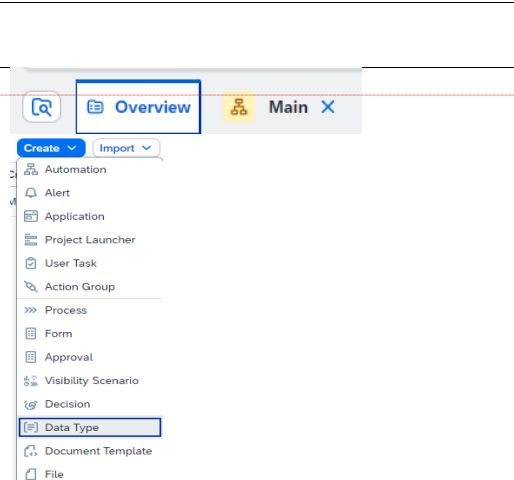 Overview
Main
Create
Import
Automation
Alert
Application
Project Launcher
User Task
Action Group
Process
Form
Approval
Visibility Scenario
Decision
Data Type
Document Template
File